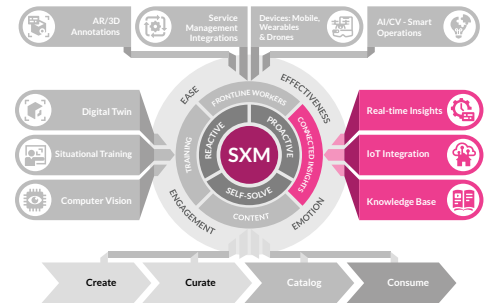 AR/3D
Annotations
Service
Management
Integrations
Devices: Mobile,
Wearables
& Drones
AI/CV - Smart
Operations
EASE
EFFECTIVENESS
FRONTLINE WORKERS
Digital Twin
Situational Training
Computer Vision
TRAINING
REACTIVE
PROACTIVE
SXM
SELF-SOLVE
CONNECTED INSIGHTS
Real-time Insights
IoT Integration
Knowledge Base
ENGAGEMENT
CONTENT
EMOTION
Create
Curate
Catalog
Consume